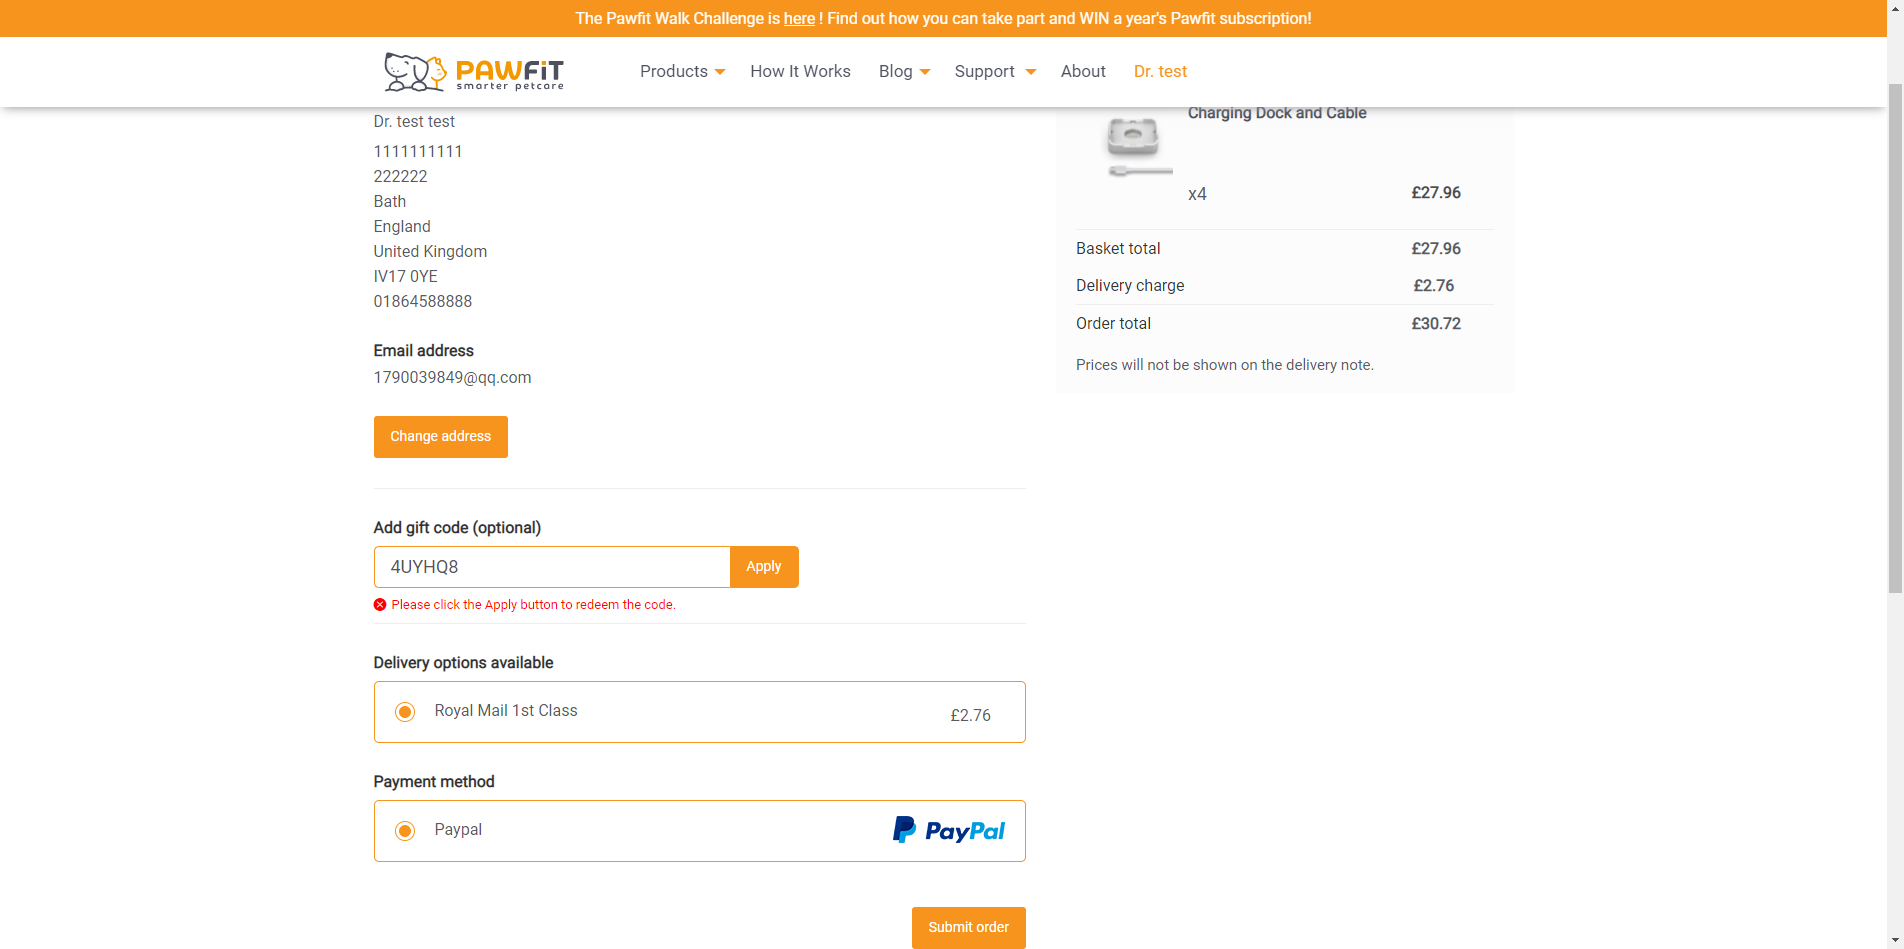 The Pawfit Walk Challenge is here ! Find out how you can take part and WIN a year's Pawfit subscription!
PAWFiT
smarter petcare
Products
How It Works
Blog
Support
About
Dr. test
Dr. test test
1111111111
222222
Bath
England
United Kingdom
IV17 0YE
01864588888
Email address
1790039849@qq.com
Change address
Add gift code (optional)
4UYHQ8
Apply
Please click the Apply button to redeem the code.
Delivery options available
Royal Mail 1st Class
£2.76
Payment method
Paypal
PayPal
Submit order
Charging Dock and Cable
x4
£27.96
Basket total
£27.96
Delivery charge
£2.76
Order total
£30.72
Prices will not be shown on the delivery note.